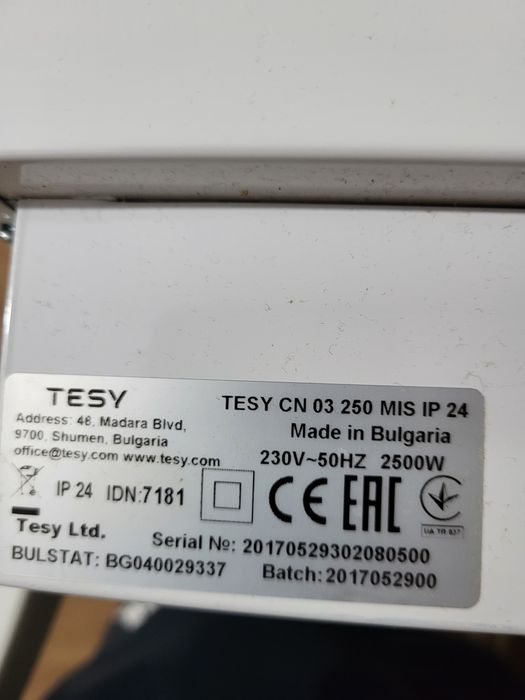 TESY
Address: 48, Madara Blvd,
9700, Shumen, Bulgaria
office@tesy.com www.tesy.com
TESY CN 03 250 MIS IP 24
Made in Bulgaria
230V~50HZ 2500W
IP 24 IDN:7181
CE EAC
UA TR
Tesy Ltd.
Serial №: 20170529302080500
BULSTAT: BG040029337
Batch: 2017052900